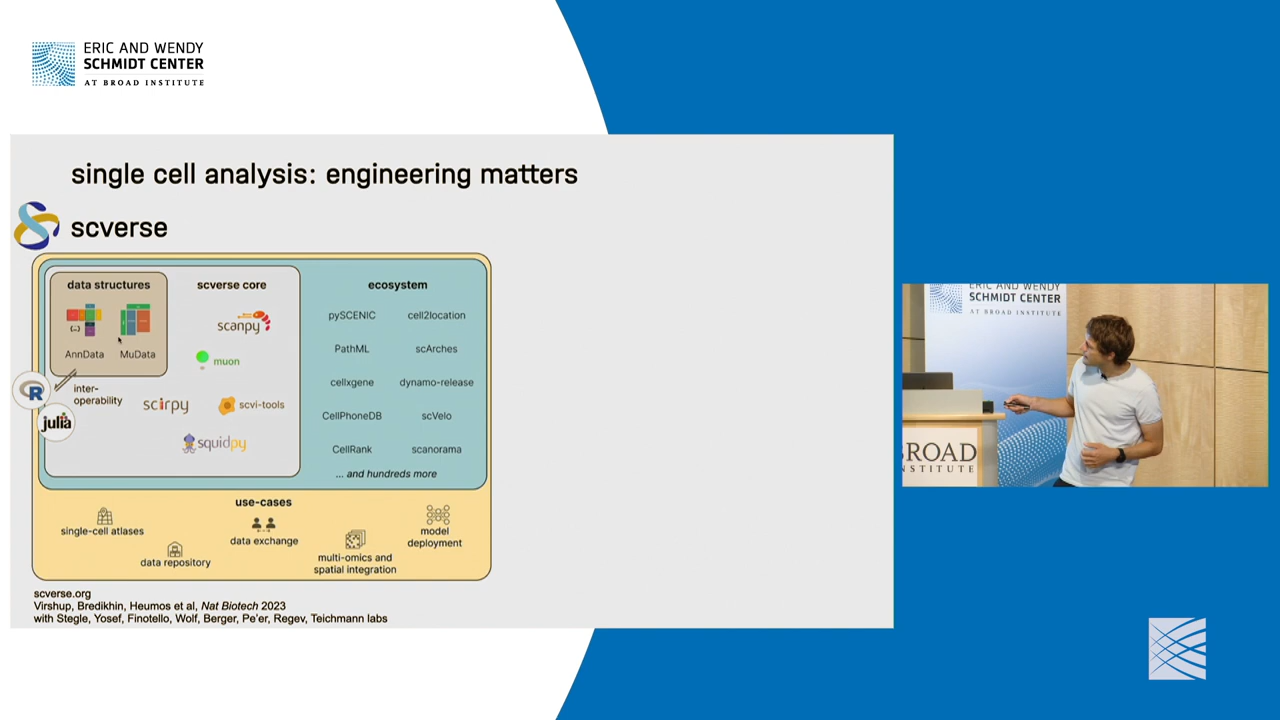 ERIC AND WENDY
SCHMIDT CENTER
AT BROAD INSTITUTE
single cell analysis: engineering matters
scverse
data structures
AnnData
MuData
inter-
operability
R
julia
scverse core
scanpy
muon
scirpy
scvi-tools
squidpy
ecosystem
pySCENIC
cell2location
PathML
scArches
cellxgene
dynamo-release
CellPhoneDB
scVelo
CellRank
scanorama
... and hundreds more
use-cases
single-cell atlases
data repository
data exchange
multi-omics and
spatial integration
model
deployment
scverse.org
Virshup, Bredikhin, Heumos et al, Nat Biotech 2023
with Stegle, Yosef, Finotello, Wolf, Berger, Pe'er, Regev, Teichmann labs
ERIC AND WENDY
SCHMIDT CENTER
AT BROAD INSTITUTE
BROAD
INSTITUTE